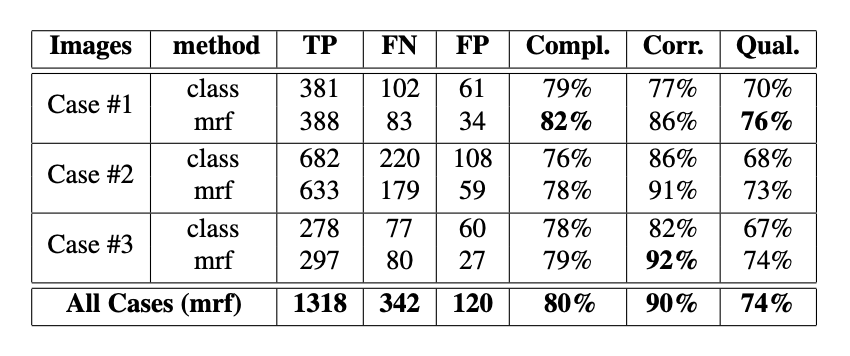 Images method TP FN FP Compl. Corr. Qual.
Case #1 class 381 102 61 79% 77% 70%
mrf 388 83 34 82% 86% 76%
Case #2 class 682 220 108 76% 86% 68%
mrf 633 179 59 78% 91% 73%
Case #3 class 278 77 60 78% 82% 67%
mrf 297 80 27 79% 92% 74%
All Cases (mrf) 1318 342 120 80% 90% 74%